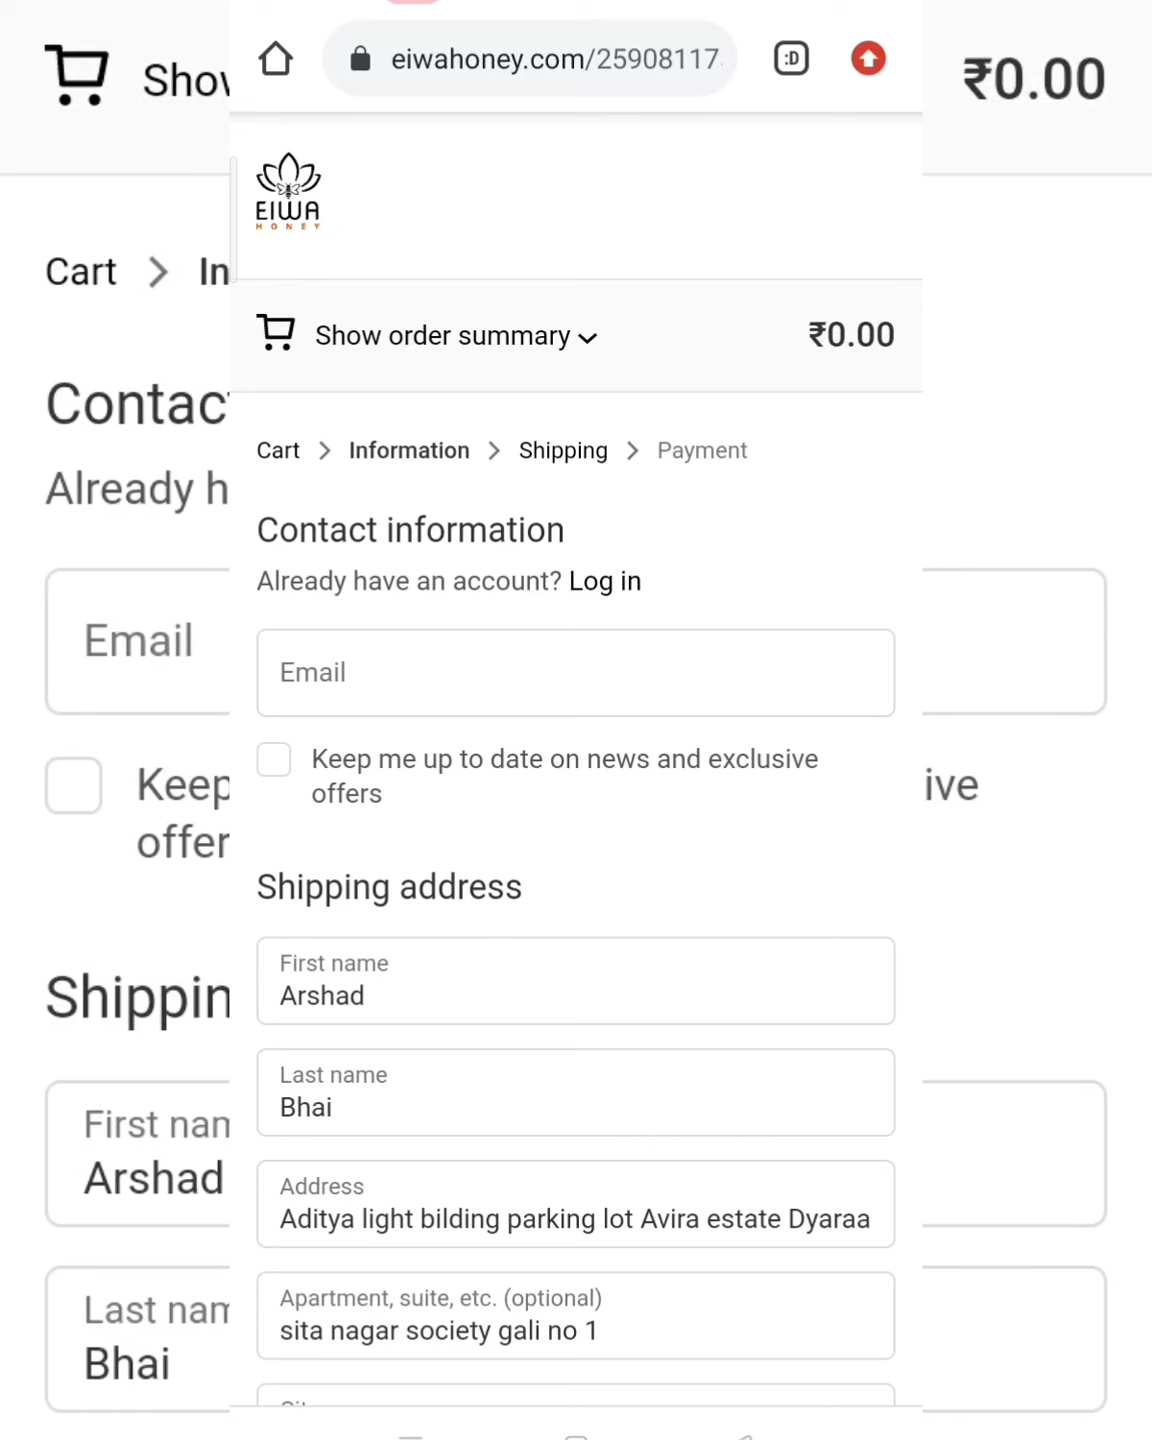 eiwahoney.com/25908117
:D
EIWA
HONEY
Show order summary
₹0.00
Cart > Information > Shipping > Payment
Contact information
Already have an account? Log in
Email
Keep me up to date on news and exclusive
offers
Shipping address
First name
Arshad
Last name
Bhai
Address
Aditya light bilding parking lot Avira estate Dyaraa
Apartment, suite, etc. (optional)
sita nagar society gali no 1
Show
₹0.00
Cart > In
Contac
Already h
Email
Keep
ive
offer
Shippin
First nam
Arshad
Last nam
Bhai